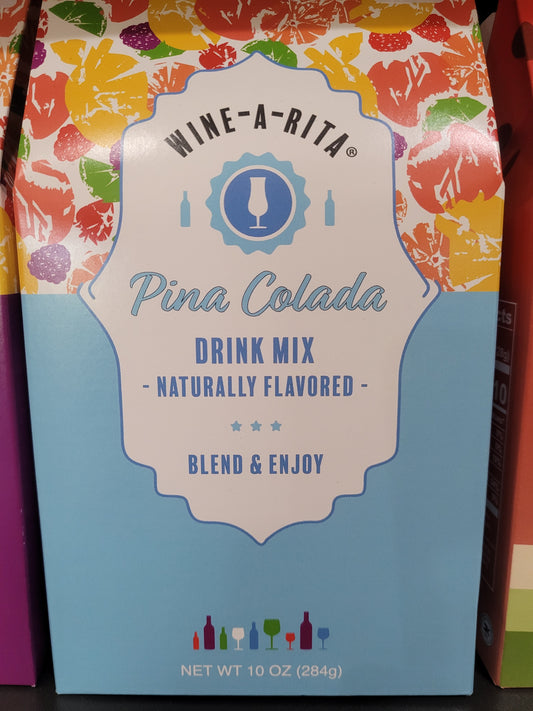 WINE-A-RITA®
Pina Colada
DRINK MIX
- NATURALLY FLAVORED -
BLEND & ENJOY
NET WT 10 OZ (284g)